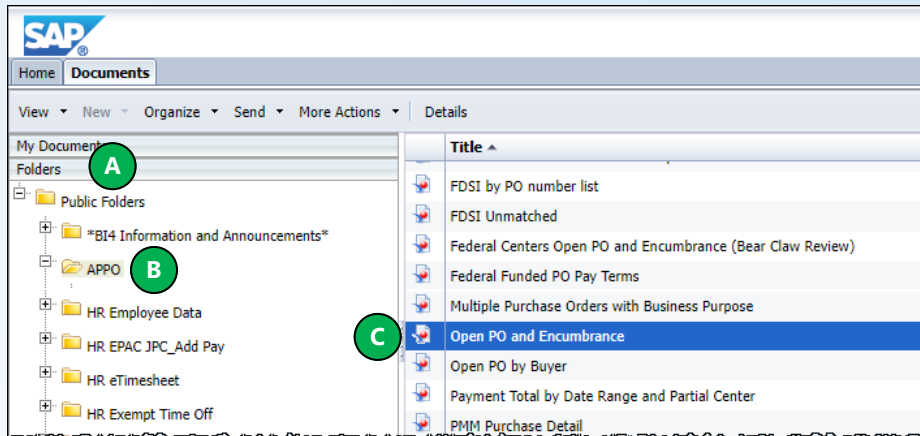 SAP®
Home Documents
View New Organize Send More Actions Details
My Documents
Folders
A
Public Folders
*BI4 Information and Announcements*
APPO
B
HR Employee Data
HR EPAC JPC_Add Pay
HR eTimesheet
HR Exempt Time Off
Title
FDSI by PO number list
FDSI Unmatched
Federal Centers Open PO and Encumbrance (Bear Claw Review)
Federal Funded PO Pay Terms
Multiple Purchase Orders with Business Purpose
C
Open PO and Encumbrance
Open PO by Buyer
Payment Total by Date Range and Partial Center
PMM Purchase Detail